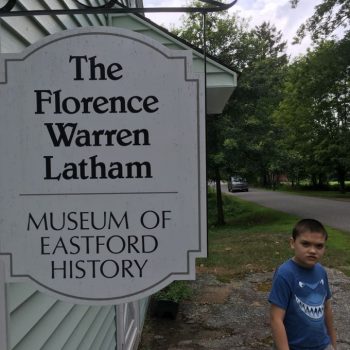 The
Florence
Warren
Latham
MUSEUM OF
EASTFORD
HISTORY